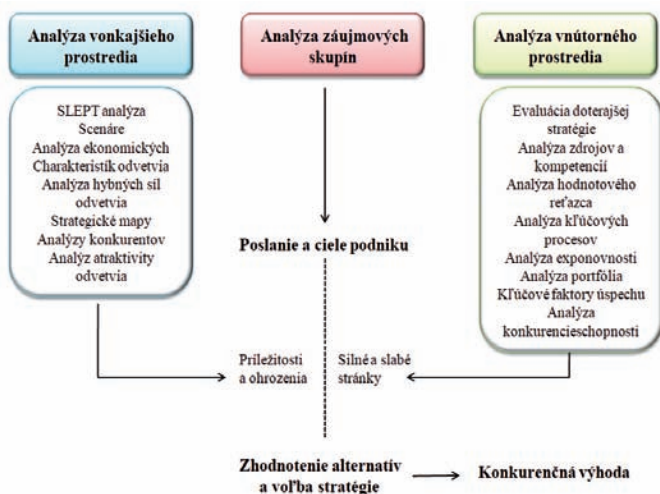 Analýza vonkajšieho
prostredia
Analýza záujmových
skupín
Analýza vnútorného
prostredia
SLEPT analýza
Scenáre
Analýza ekonomických
Charakteristík odvetvia
Analýza hybných síl
odvetvia
Strategické mapy
Analýzy konkurentov
Analýz atraktivity
odvetvia
Evaluácia doterajšej
stratégie
Analýza zdrojov a
kompetencií
Analýza hodnotového
reťazca
Analýza kľúčových
procesov
Analýza exponovnosti
Analýza portfólia
Kľúčové faktory úspechu
Analýza
konkurencieschopnosti
Poslanie a ciele podniku
Príležitosti
a ohrozenia
Silné a slabé
stránky
Zhodnotenie alternatív
a voľba stratégie
Konkurenčná výhoda